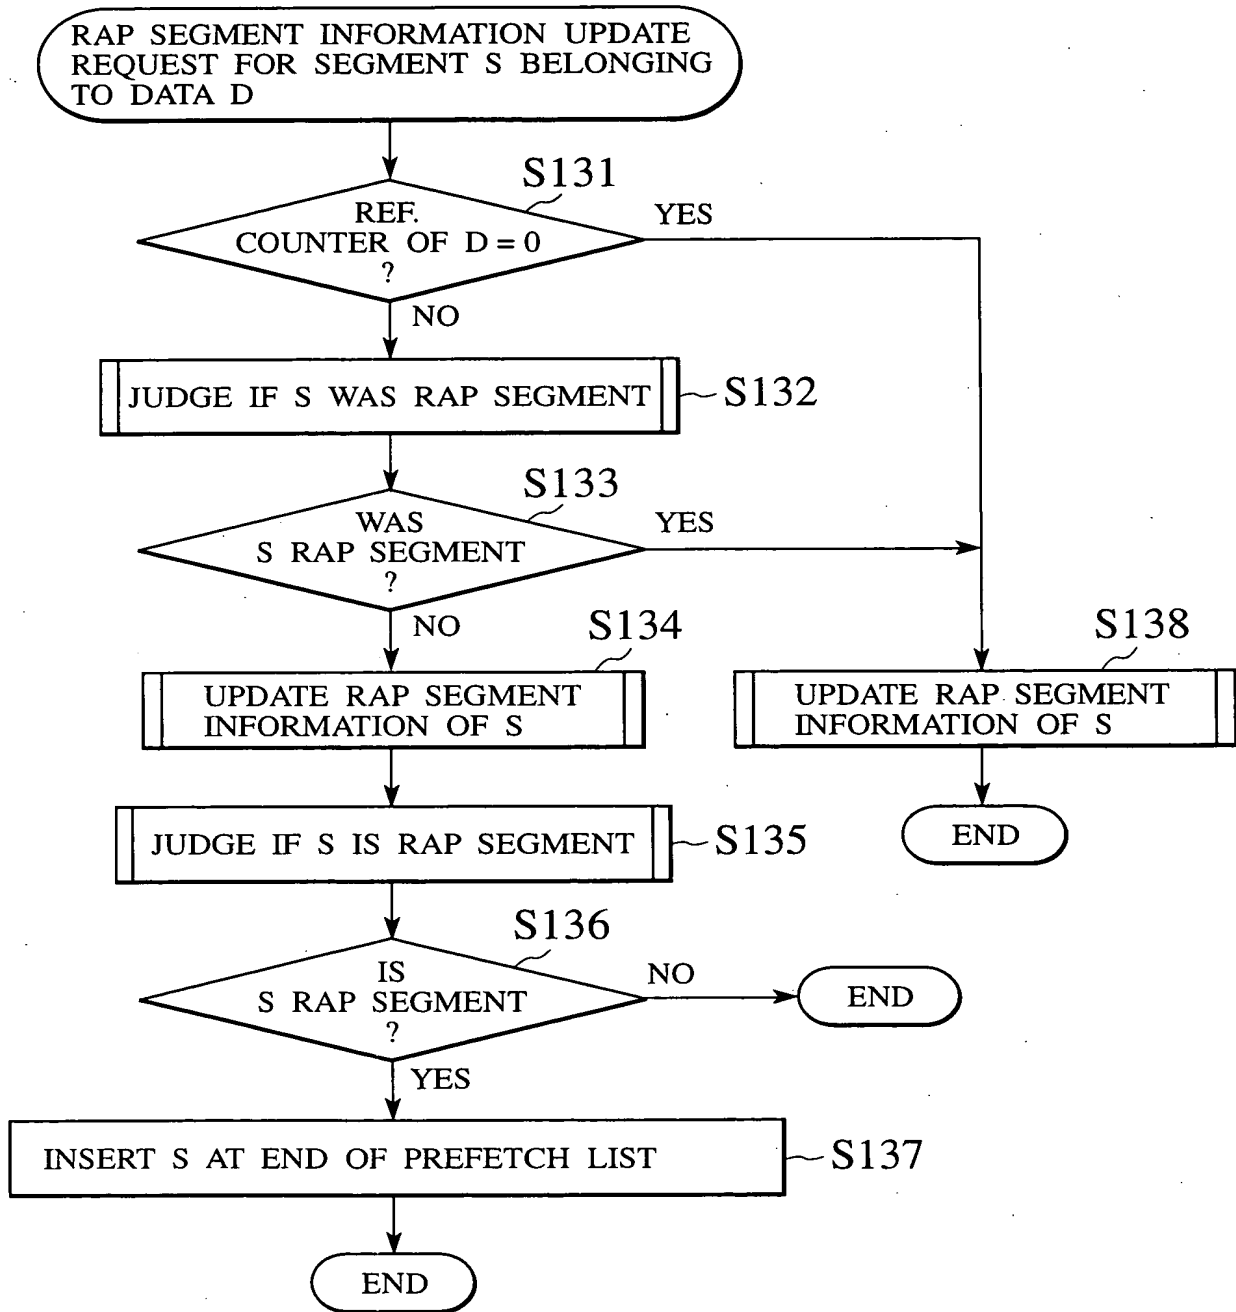 RAP SEGMENT INFORMATION UPDATE
REQUEST FOR SEGMENT S BELONGING
TO DATA D
S131
REF.
COUNTER OF D = 0
?
YES
NO
JUDGE IF S WAS RAP SEGMENT
S132
S133
WAS
S RAP SEGMENT
?
YES
NO
S134
UPDATE RAP SEGMENT
INFORMATION OF S
S138
UPDATE RAP SEGMENT
INFORMATION OF S
END
JUDGE IF S IS RAP SEGMENT
S135
S136
IS
S RAP SEGMENT
?
NO
END
YES
INSERT S AT END OF PREFETCH LIST
S137
END